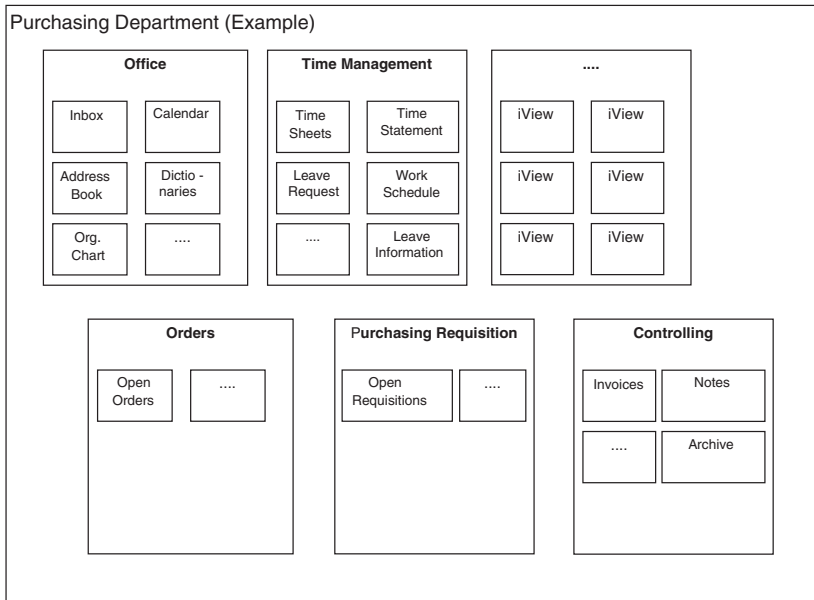 Purchasing Department (Example)
Office
Inbox
Calendar
Address
Book
Dictio -
naries
Org.
Chart
....
Time Management
Time
Sheets
Time
Statement
Leave
Request
Work
Schedule
....
Leave
Information
....
iView
iView
iView
iView
iView
iView
Orders
Open
Orders
....
Purchasing Requisition
Open
Requisitions
....
Controlling
Invoices
Notes
....
Archive